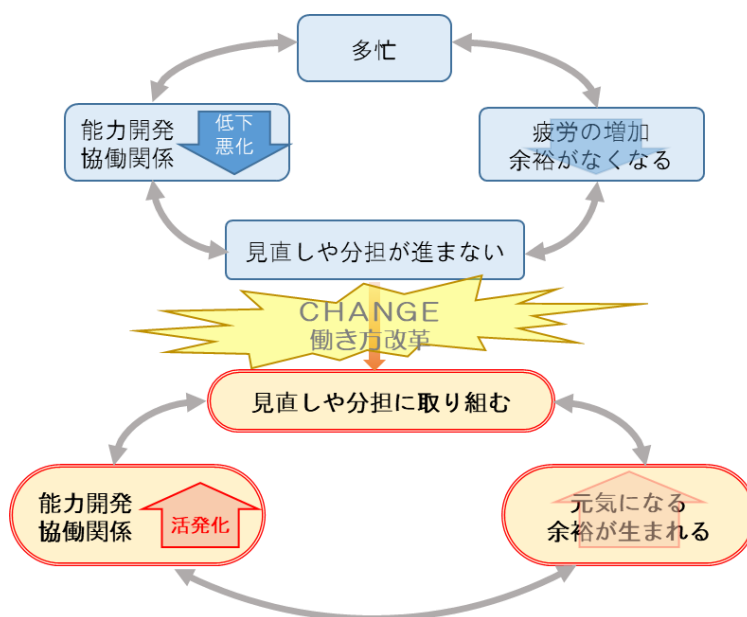 多忙
能力開発
協働関係
低下
悪化
疲労の増加
余裕がなくなる
見直しや分担が進まない
CHANGE
働き方改革
見直しや分担に取り組む
能力開発
協働関係
活発化
元気になる
余裕が生まれる